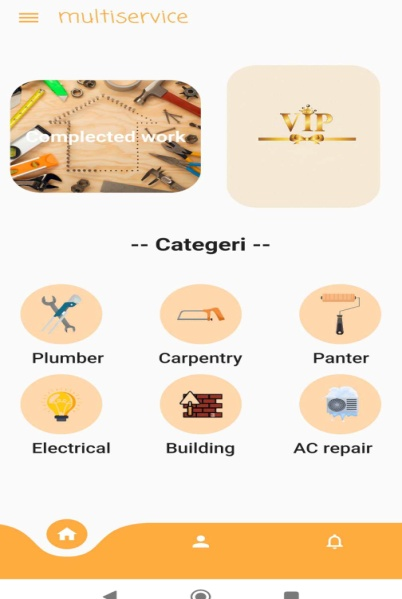 multiservice
Complected work
VIP
-- Categeri --
Plumber
Carpentry
Panter
Electrical
Building
AC repair